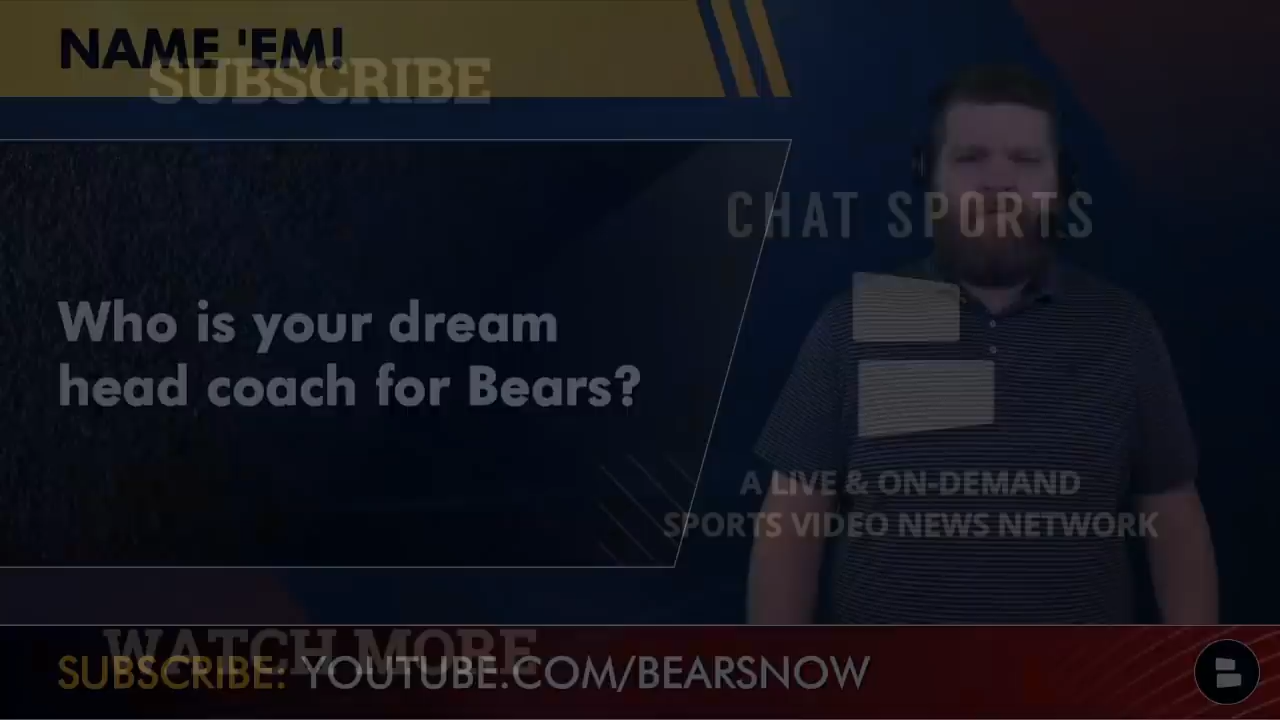 NAME 'EM!
SUBSCRIBE
CHAT SPORTS
Who is your dream
head coach for Bears?
A LIVE & ON-DEMAND
SPORTS VIDEO NEWS NETWORK
WATCH MORE
SUBSCRIBE: YOUTUBE.COM/BEARSNOW